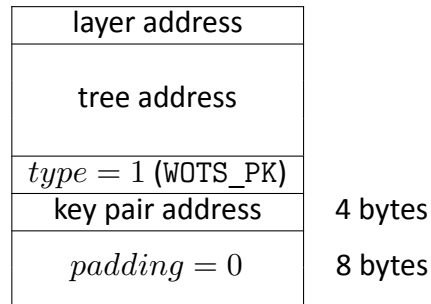 layer address
tree address
type = 1 (WOTS_PK)
key pair address 4 bytes
padding = 0 8 bytes